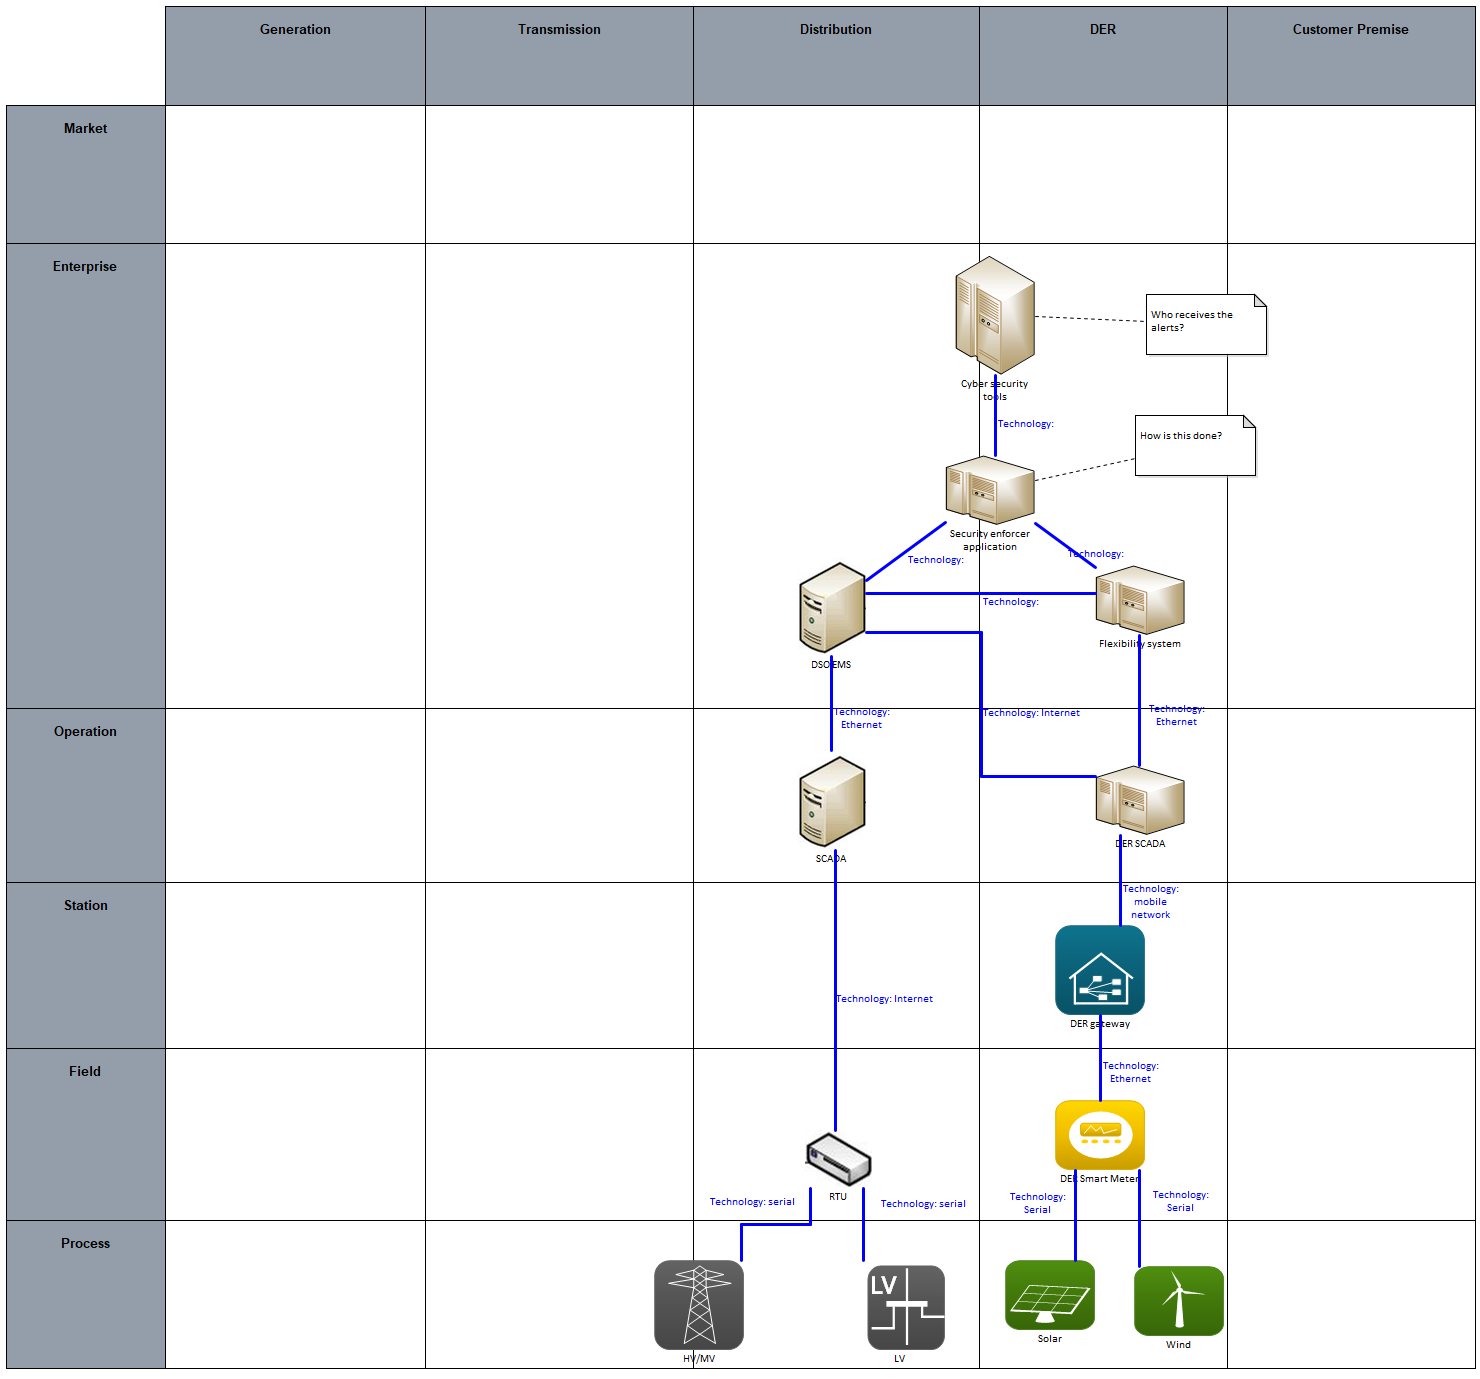 Generation
Transmission
Distribution
DER
Customer Premise
Market
Enterprise
Who receives the
alerts?
Cyber security
tools
Technology:
How is this done?
Security enforcer
application
Technology:
Technology:
Technology:
DSO EMS
Flexibility system
Technology:
Ethernet
Technology: Internet
Technology:
Ethernet
Operation
SCADA
DER SCADA
Technology:
mobile
network
Station
Technology: Internet
DER gateway
Field
Technology:
Ethernet
DER Smart Meter
RTU
Technology: serial
Technology: serial
Technology:
Serial
Technology:
Serial
Process
LV
HV/MV
LV
Solar
Wind